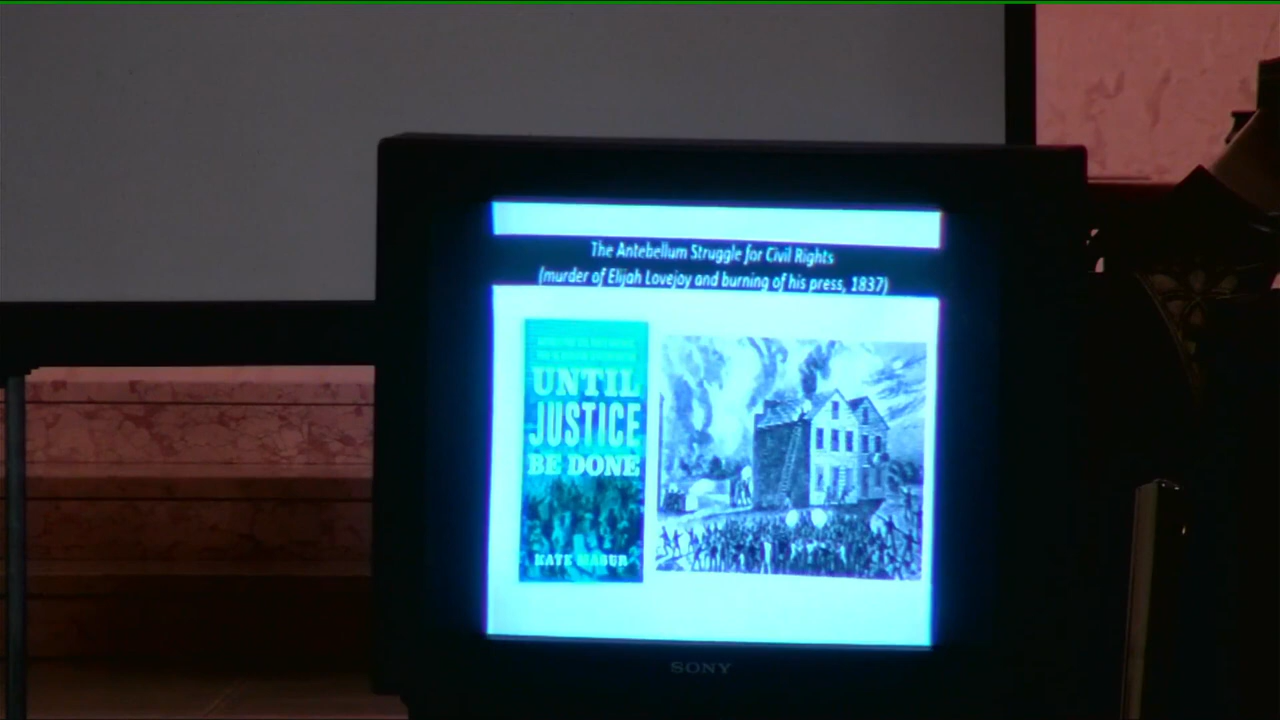 The Antebellum Struggle for Civil Rights
(murder of Elijah Lovejoy and burning of his press, 1837)
UNTIL
JUSTICE
BE DONE
KATE MASUR
SONY